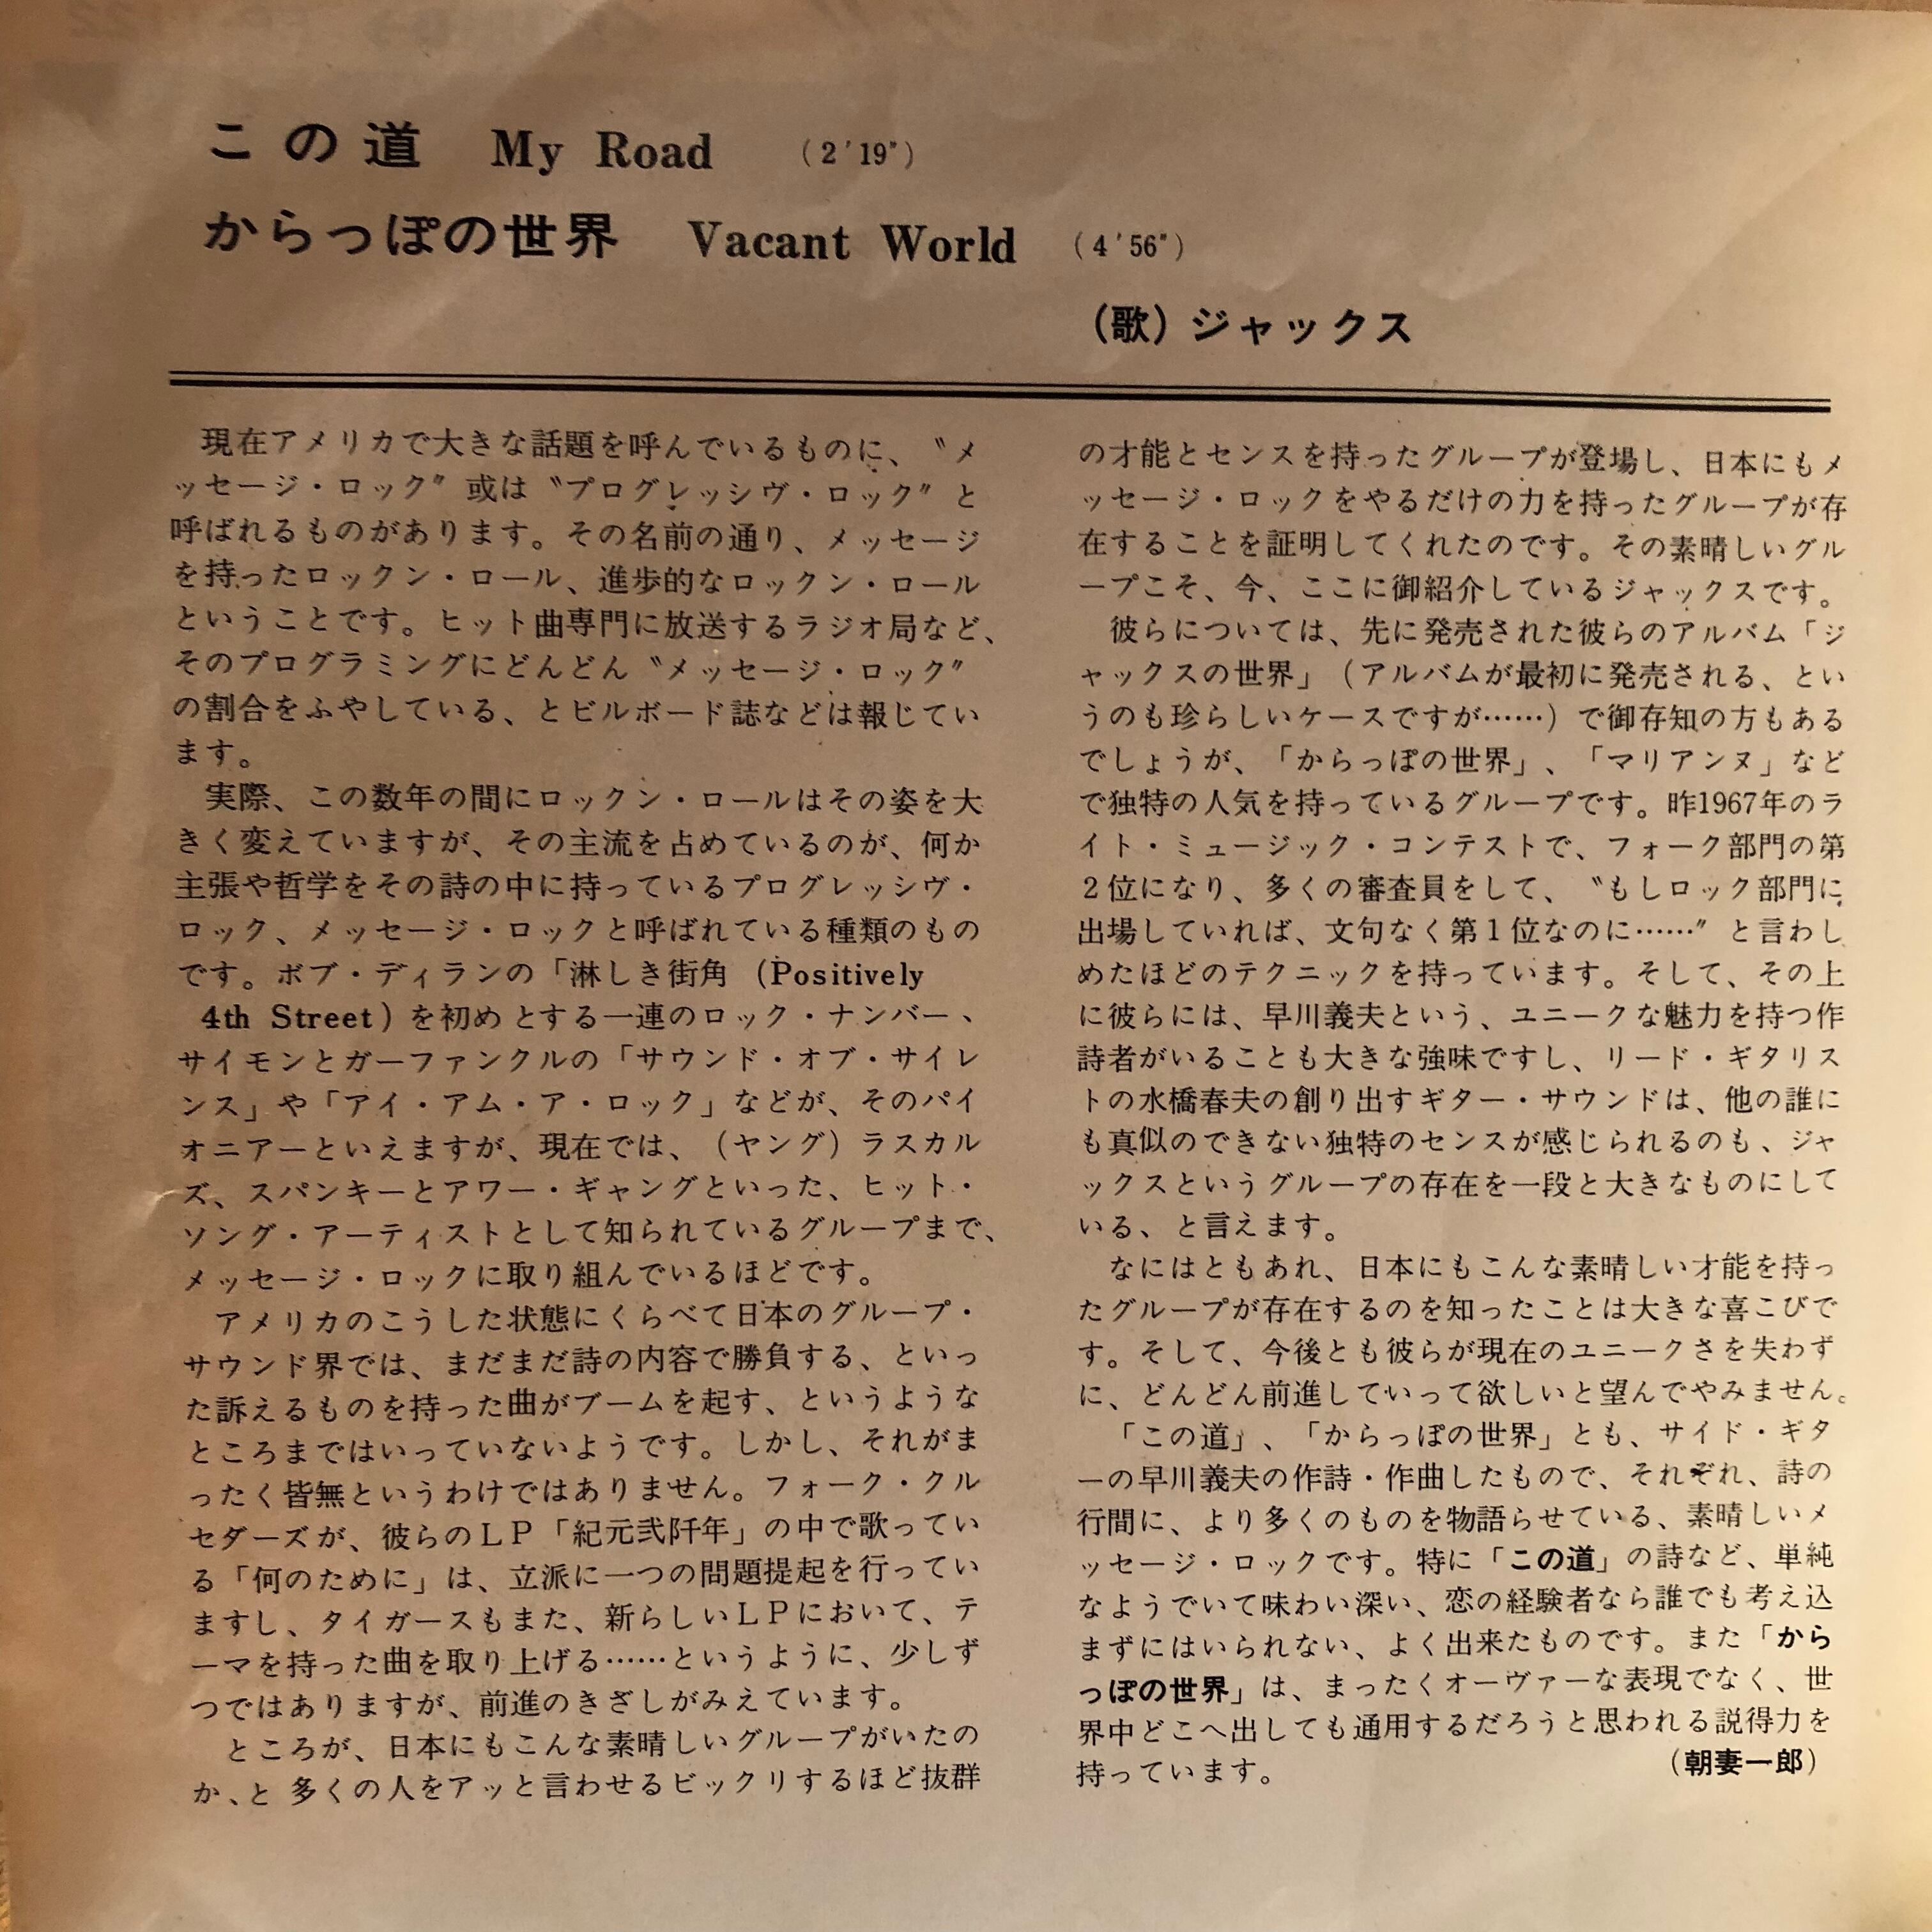 この道 My Road (2'19")
からっぽの世界 Vacant World (4'56")
(歌)ジャックス
現在アメリカで大きな話題を呼んでいるものに、〝メ
ッセージ・ロック〞或は〝プログレッシヴ・ロック〞と
呼ばれるものがあります。その名前の通り、メッセージ
を持ったロックン・ロール、進歩的なロックン・ロール
ということです。ヒット曲専門に放送するラジオ局など、
そのプログラミングにどんどん〝メッセージ・ロック〞
の割合をふやしている、とビルボード誌などは報じてい
ます。
実際、この数年の間にロックン・ロールはその姿を大
きく変えていますが、その主流を占めているのが、何か
主張や哲学をその詩の中に持っているプログレッシヴ・
ロック、メッセージ・ロックと呼ばれている種類のもの
です。ボブ・ディランの「淋しき街角 (Positively
4th Street) を初めとする一連のロック・ナンバー、
サイモンとガーファンクルの「サウンド・オブ・サイレ
ンス」や「アイ・アム・ア・ロック」などが、そのパイ
オニアーといえますが、現在では、(ヤング) ラスカル
ズ、スパンキーとアワー・ギャングといった、ヒット・
ソング・アーティストとして知られているグループまで、
メッセージ・ロックに取り組んでいるほどです。
アメリカのこうした状態にくらべて日本のグループ・
サウンド界では、まだまだ詩の内容で勝負する、といっ
た訴えるものを持った曲がブームを起す、というような
ところまではいっていないようです。しかし、それがま
ったく皆無というわけではありません。フォーク・クル
セダーズが、彼らのLP「紀元弐阡年」の中で歌ってい
る「何のために」は、立派に一つの問題提起を行ってい
ますし、タイガースもまた、新らしいLPにおいて、テ
ーマを持った曲を取り上げる……というように、少しず
つではありますが、前進のきざしがみえています。
ところが、日本にもこんな素晴しいグループがいたの
か、と 多くの人をアッと言わせるビックリするほど抜群
の才能とセンスを持ったグループが登場し、日本にもメ
ッセージ・ロックをやるだけの力を持ったグループが存
在することを証明してくれたのです。その素晴しいグル
ープこそ、今、ここに御紹介しているジャックスです。
彼らについては、先に発売された彼らのアルバム「ジ
ャックスの世界」(アルバムが最初に発売される、とい
うのも珍らしいケースですが……) で御存知の方もある
でしょうが、「からっぽの世界」、「マリアンヌ」など
で独特の人気を持っているグループです。昨1967年のラ
イト・ミュージック・コンテストで、フォーク部門の第
2位になり、多くの審査員をして、〝もしロック部門に
出場していれば、文句なく第1位なのに……〞と言わし
めたほどのテクニックを持っています。そして、その上
に彼らには、早川義夫という、ユニークな魅力を持つ作
詩者がいることも大きな強味ですし、リード・ギタリス
トの水橋春夫の創り出すギター・サウンドは、他の誰に
も真似のできない独特のセンスが感じられるのも、ジャ
ックスというグループの存在を一段と大きなものにして
いる、と言えます。
なにはともあれ、日本にもこんな素晴しい才能を持っ
たグループが存在するのを知ったことは大きな喜こびで
す。そして、今後とも彼らが現在のユニークさを失わず
に、どんどん前進していって欲しいと望んでやみません。
「この道」、「からっぽの世界」とも、サイド・ギタ
ーの早川義夫の作詩・作曲したもので、それぞれ、詩の
行間に、より多くのものを物語らせている、素晴しいメ
ッセージ・ロックです。特に「この道」の詩など、単純
なようでいて味わい深い、恋の経験者なら誰でも考え込
まずにはいられない、よく出来たものです。また「から
っぽの世界」は、まったくオーヴァーな表現でなく、世
界中どこへ出しても通用するだろうと思われる説得力を
持っています。
(朝妻一郎)